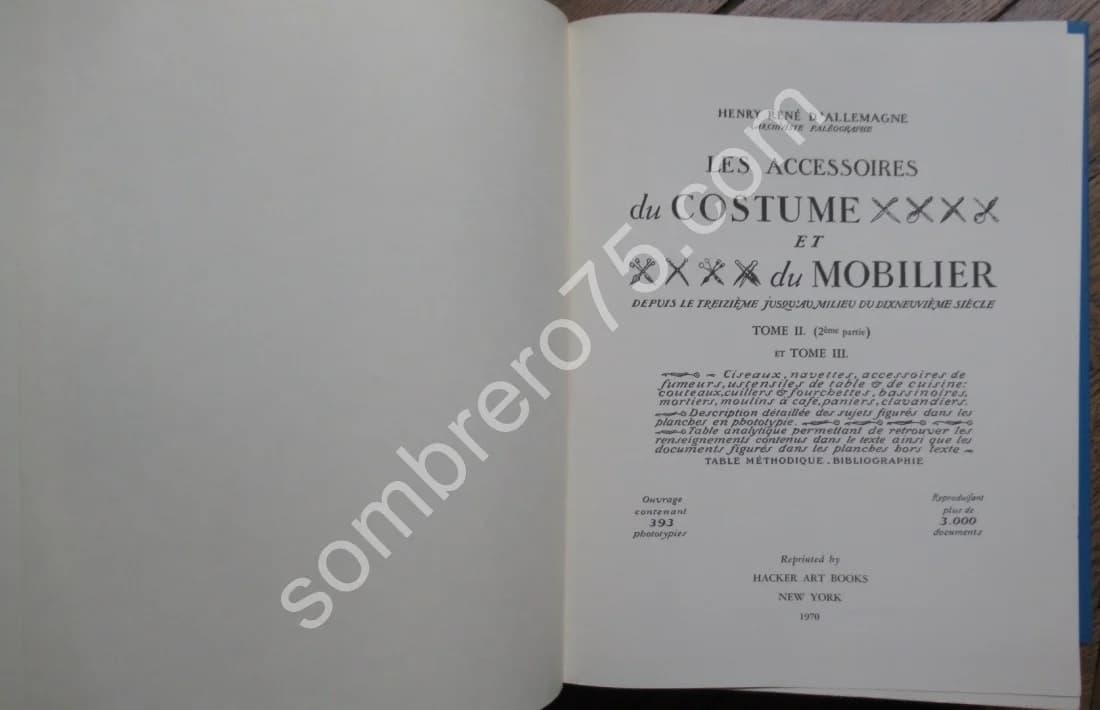 HENRY RENÉ D'ALLEMAGNE
ARCHIVISTE PALÉOGRAPHE
LES ACCESSOIRES
du COSTUME
ET
du MOBILIER
DEPUIS LE TREIZIÈME JUSQU'AU MILIEU DU DIXNEUVIÈME SIÈCLE
TOME II. (2ème partie)
ET TOME III.
Ciseaux, navettes, accessoires de
fumeurs, ustensiles de table & de cuisine:
couteaux, cuillers & fourchettes, bassinoires,
mortiers, moulins à café, paniers, clavandiers.
Description détaillée des sujets figurés dans les
planches en phototypie.
Table analytique permettant de retrouver les
renseignements contenus dans le texte ainsi que les
documents figurés dans les planches hors texte
TABLE MÉTHODIQUE. BIBLIOGRAPHIE
Ouvrage
contenant
393
phototypies
Reproduisant
plus de
3.000
documents
Reprinted by
HACKER ART BOOKS
NEW YORK
1970
sombrero75.com